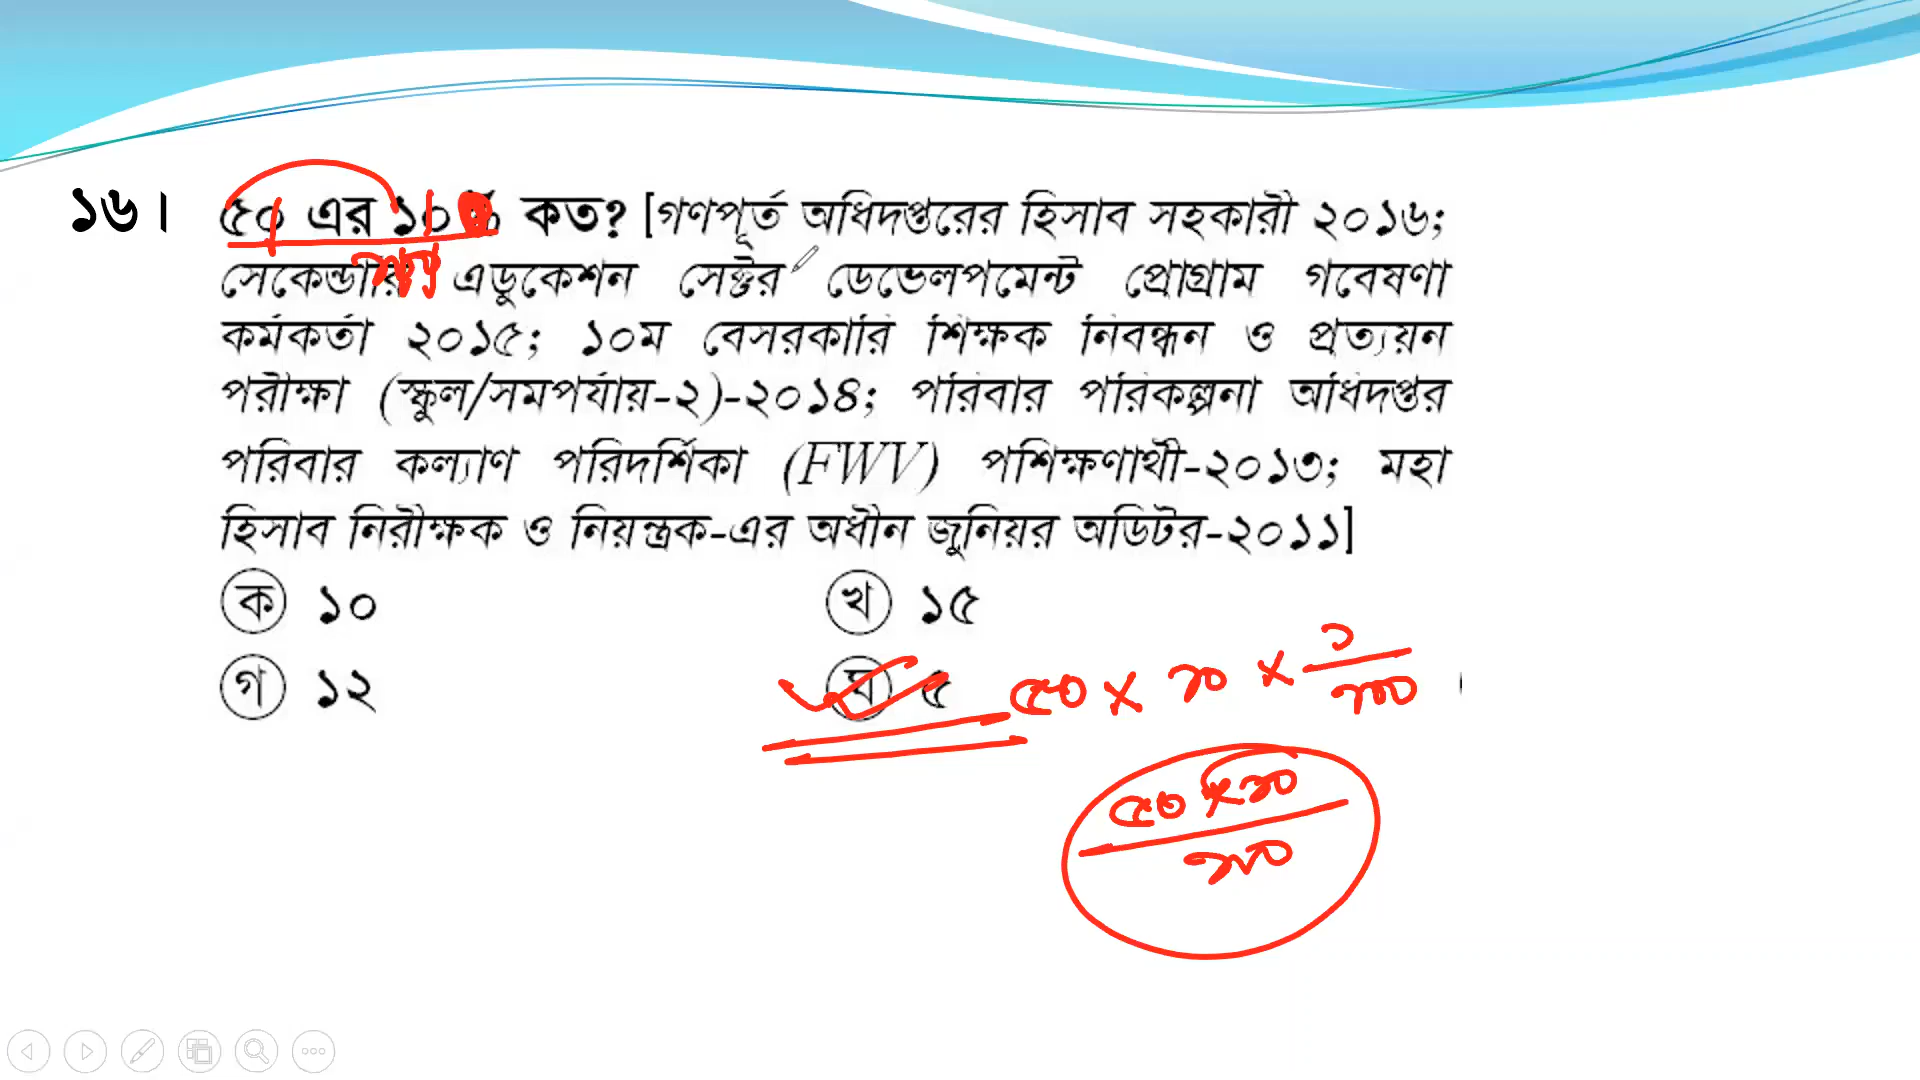 ১৬। ৫০ এর ১০% কত? [গণপূর্ত অধিদপ্তরের হিসাব সহকারী ২০১৬;
সেকেন্ডারি এডুকেশন সেক্টর ডেভেলপমেন্ট প্রোগ্রাম গবেষণা
কর্মকর্তা ২০১৫; ১০ম বেসরকারি শিক্ষক নিবন্ধন ও প্রত্যয়ন
পরীক্ষা (স্কুল/সমপর্যায়-২)-২০১৪; পরিবার পরিকল্পনা অধিদপ্তর
পরিবার কল্যাণ পরিদর্শিকা (FWV) পশিক্ষণার্থী-২০১৩; মহা
হিসাব নিরীক্ষক ও নিয়ন্ত্রক-এর অধীন জুনিয়র অডিটর-২০১১]
ক ১০ খ ১৫
গ ১২ ঘ ৫
৫০ × ১০ × ১/১০০
৫০ × ১০
১০০